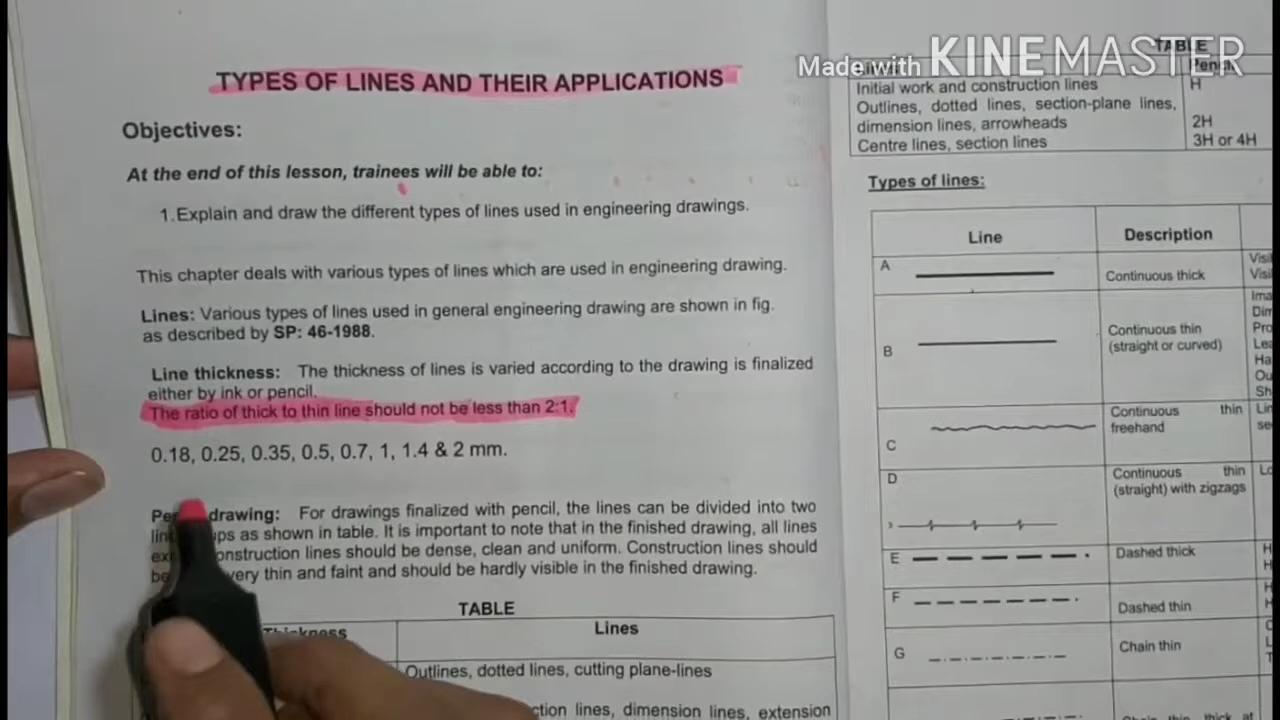 Made with KINEMASTER
TYPES OF LINES AND THEIR APPLICATIONS
Objectives:
At the end of this lesson, trainees will be able to:
1. Explain and draw the different types of lines used in engineering drawings.
This chapter deals with various types of lines which are used in engineering drawing.
Lines: Various types of lines used in general engineering drawing are shown in fig.
as described by SP: 46-1988.
Line thickness: The thickness of lines is varied according to the drawing is finalized
either by ink or pencil.
The ratio of thick to thin line should not be less than 2:1.
0.18, 0.25, 0.35, 0.5, 0.7, 1, 1.4 & 2 mm.
drawing: For drawings finalized with pencil, the lines can be divided into two
as shown in table. It is important to note that in the finished drawing, all lines
construction lines should be dense, clean and uniform. Construction lines should
very thin and faint and should be hardly visible in the finished drawing.
TABLE
Thickness Lines
Outlines, dotted lines, cutting plane-lines
lines, dimension lines, extension
TABLE
Initial work and construction lines H
Outlines, dotted lines, section-plane lines,
dimension lines, arrowheads 2H
Centre lines, section lines 3H or 4H
Types of lines:
Line Description
A Continuous thick
B Continuous thin
(straight or curved)
C Continuous thin
freehand
D Continuous thin
(straight) with zigzags
E Dashed thick
F Dashed thin
G Chain thin